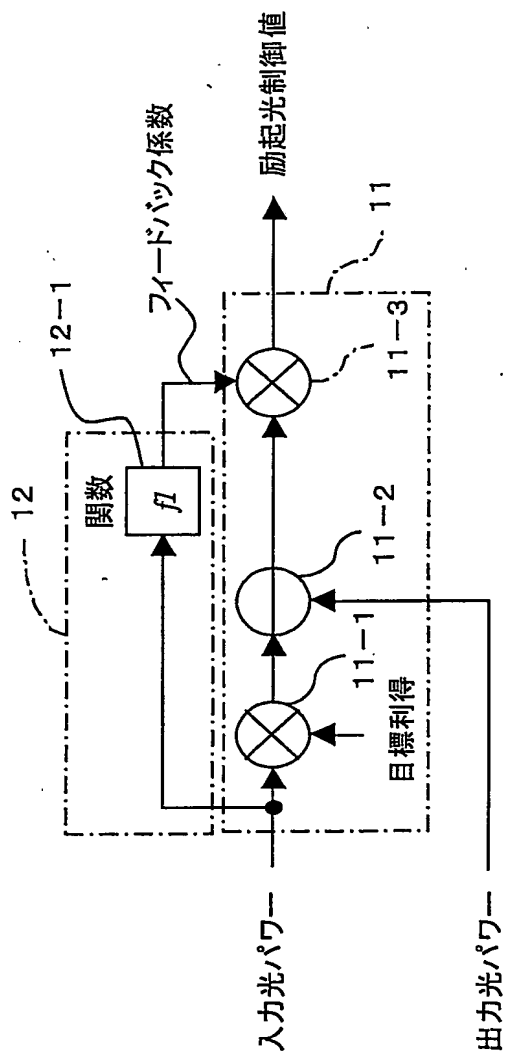 12
12-1
関数
f1
フィードバック係数
入力光パワー
励起光制御値
目標利得
11-1
11-2
11-3
11
出力光パワー